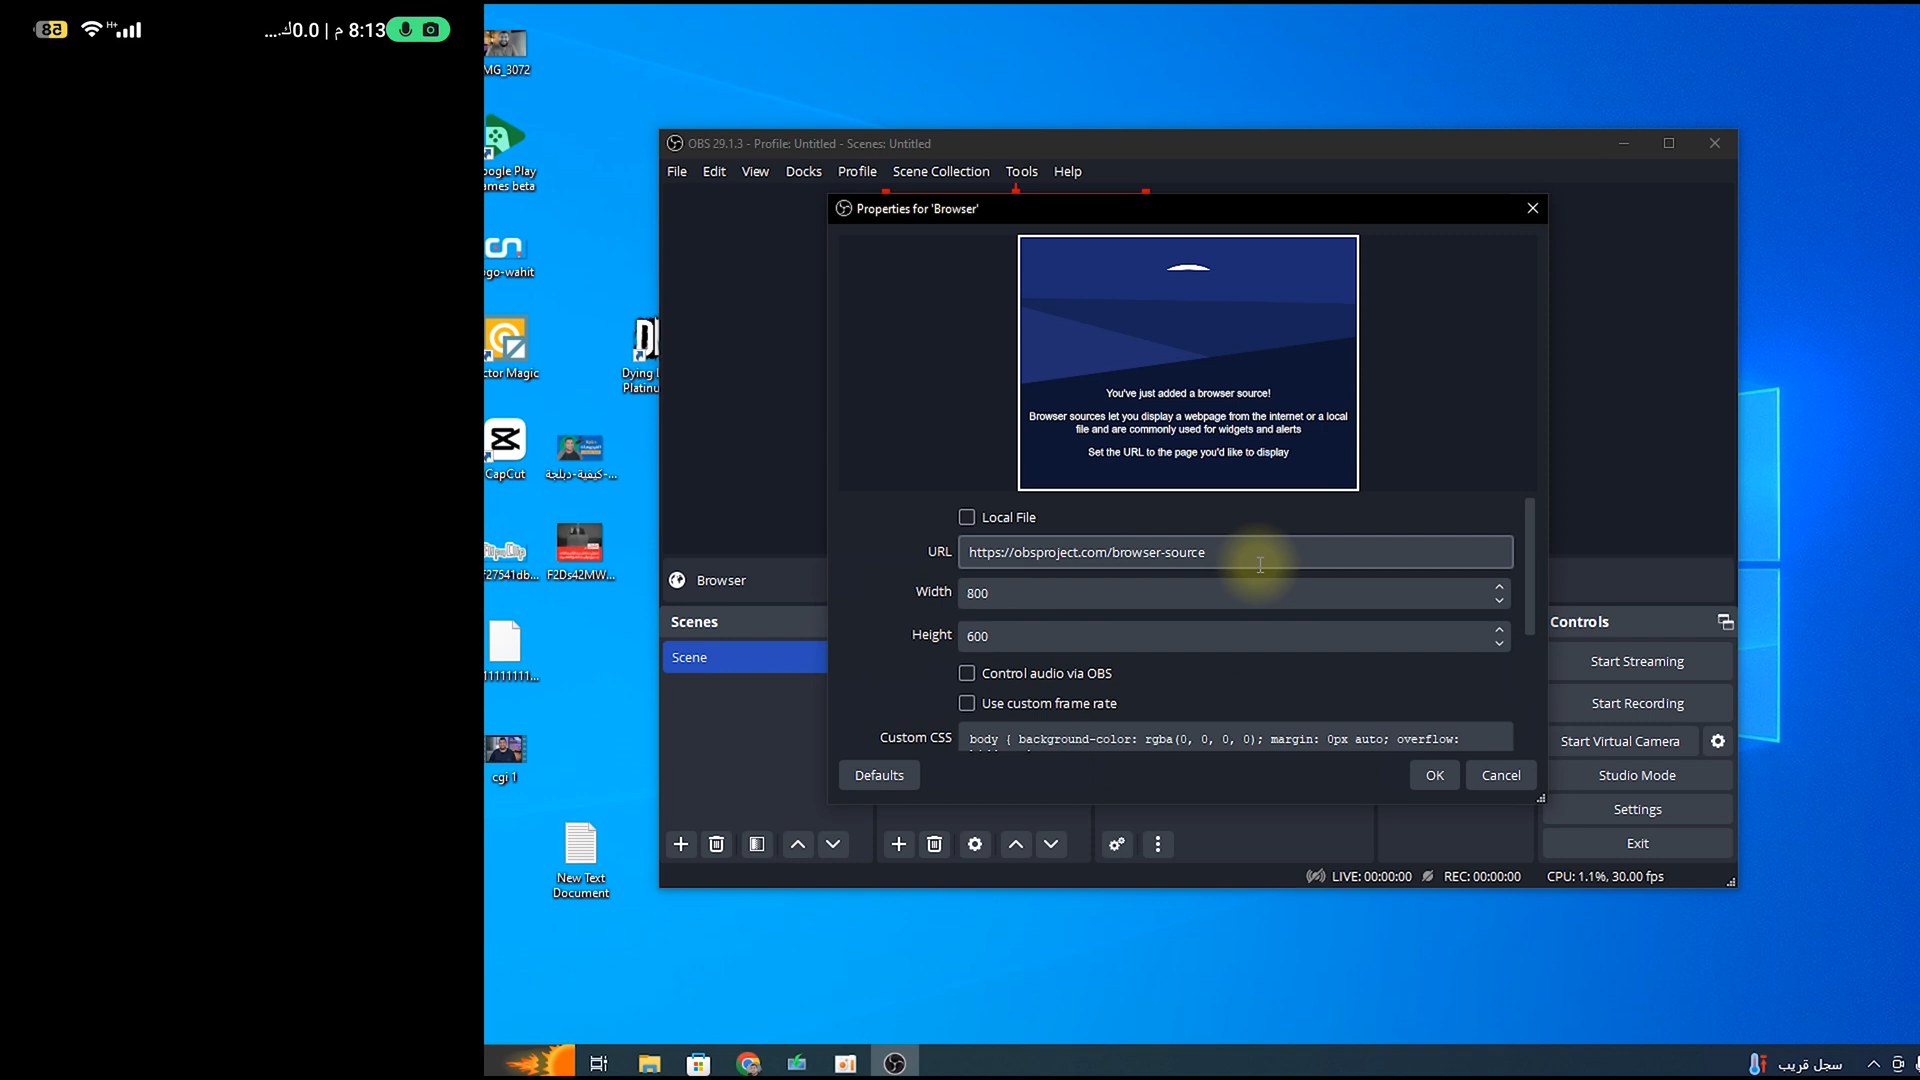 58
H+
8:13 م | 0.0ك....
MG_3072
oogle Play
ames beta
ogo-wahit
ctor Magic
Dying L
Platinu
CapCut
كيفية-دبلجة-...
f27541db...
F2Ds42MW...
11111111...
cgi 1
New Text
Document
OBS 29.1.3 - Profile: Untitled - Scenes: Untitled
File Edit View Docks Profile Scene Collection Tools Help
Properties for 'Browser'
You've just added a browser source!
Browser sources let you display a webpage from the internet or a local
file and are commonly used for widgets and alerts
Set the URL to the page you'd like to display
Local File
URL https://obsproject.com/browser-source
Width 800
Height 600
Control audio via OBS
Use custom frame rate
Custom CSS body { background-color: rgba(0, 0, 0, 0); margin: 0px auto; overflow:
Defaults OK Cancel
Browser
Scenes
Scene
Controls
Start Streaming
Start Recording
Start Virtual Camera
Studio Mode
Settings
Exit
LIVE: 00:00:00 REC: 00:00:00 CPU: 1.1%, 30.00 fps
سجل قريب